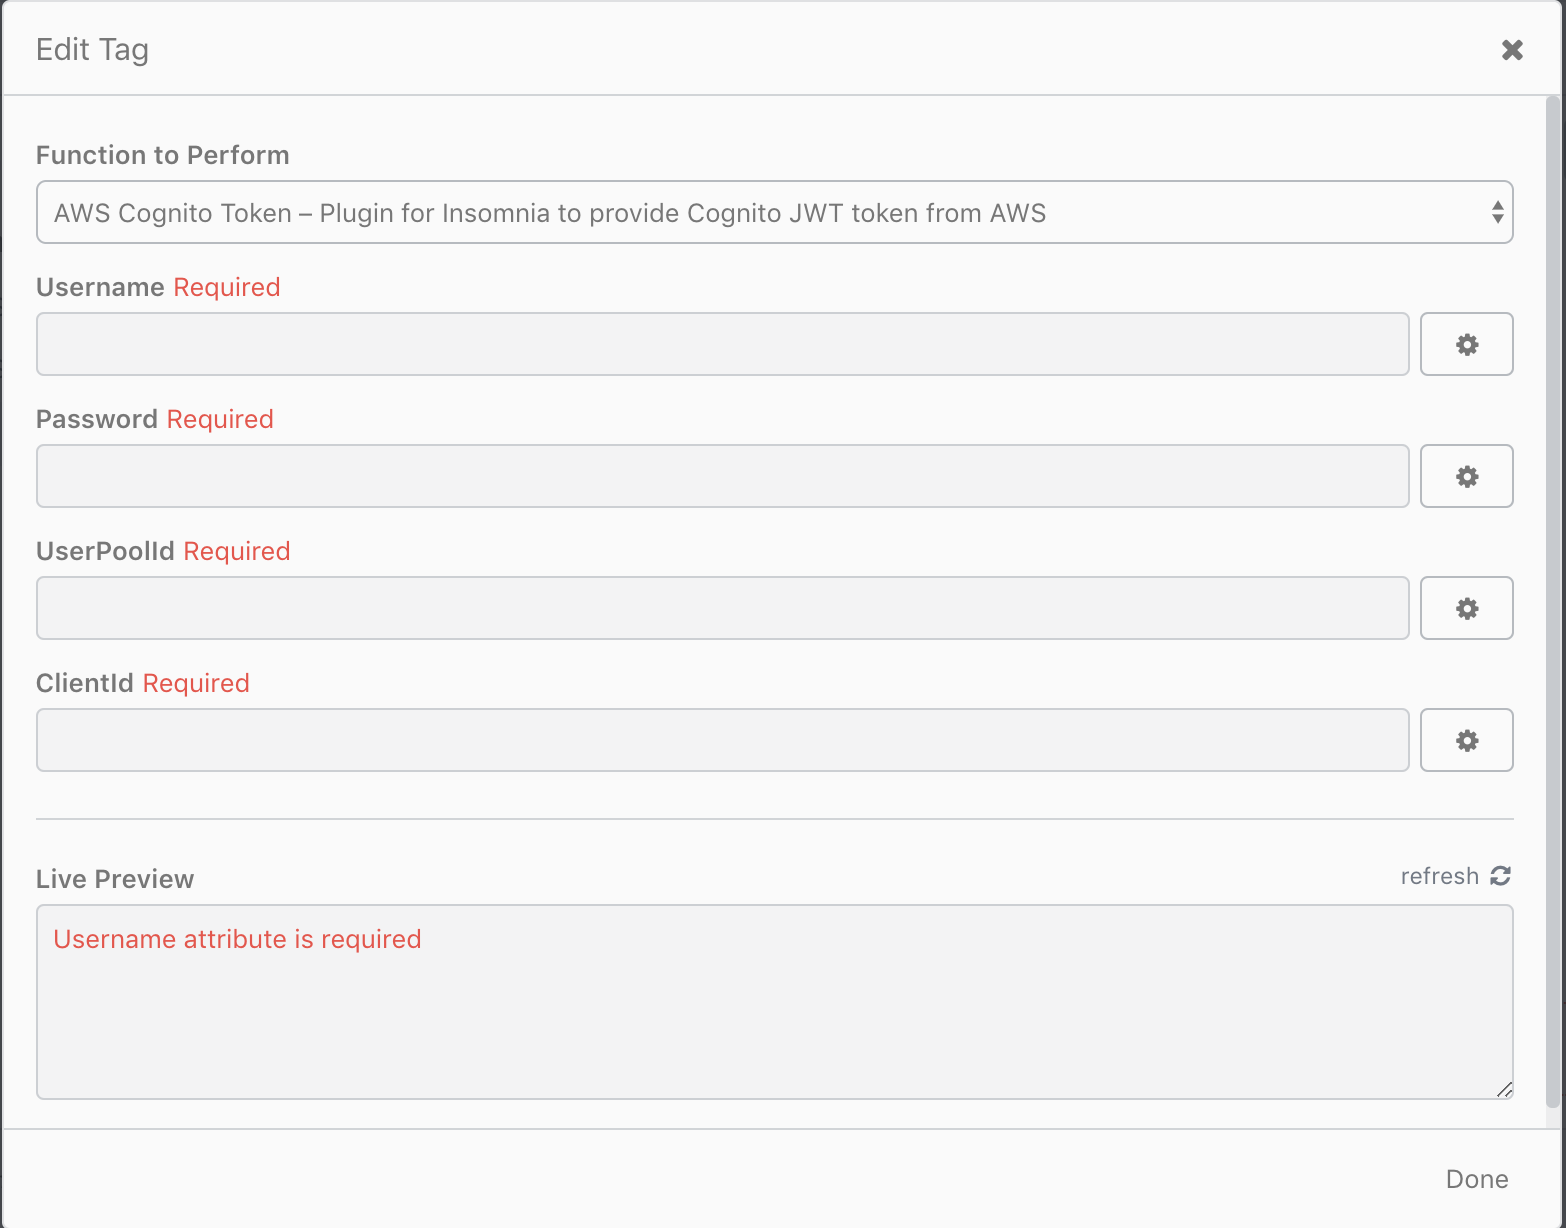 Edit Tag
Function to Perform
AWS Cognito Token – Plugin for Insomnia to provide Cognito JWT token from AWS
Username Required
Password Required
UserPoolId Required
ClientId Required
Live Preview
refresh
Username attribute is required
Done